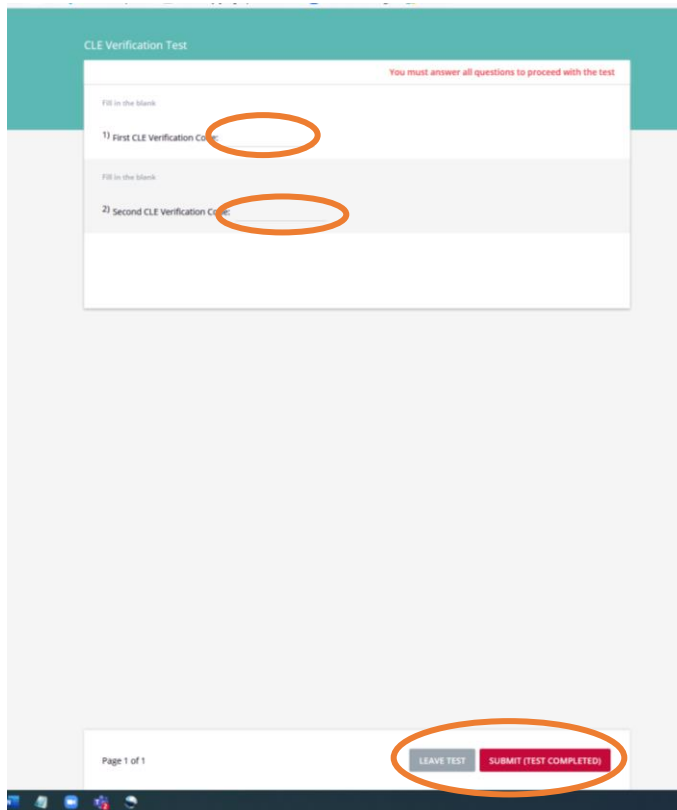 CLE Verification Test
You must answer all questions to proceed with the test
Fill in the blank
1) First CLE Verification Code:
Fill in the blank
2) Second CLE Verification Code:
Page 1 of 1
LEAVE TEST
SUBMIT (TEST COMPLETED)